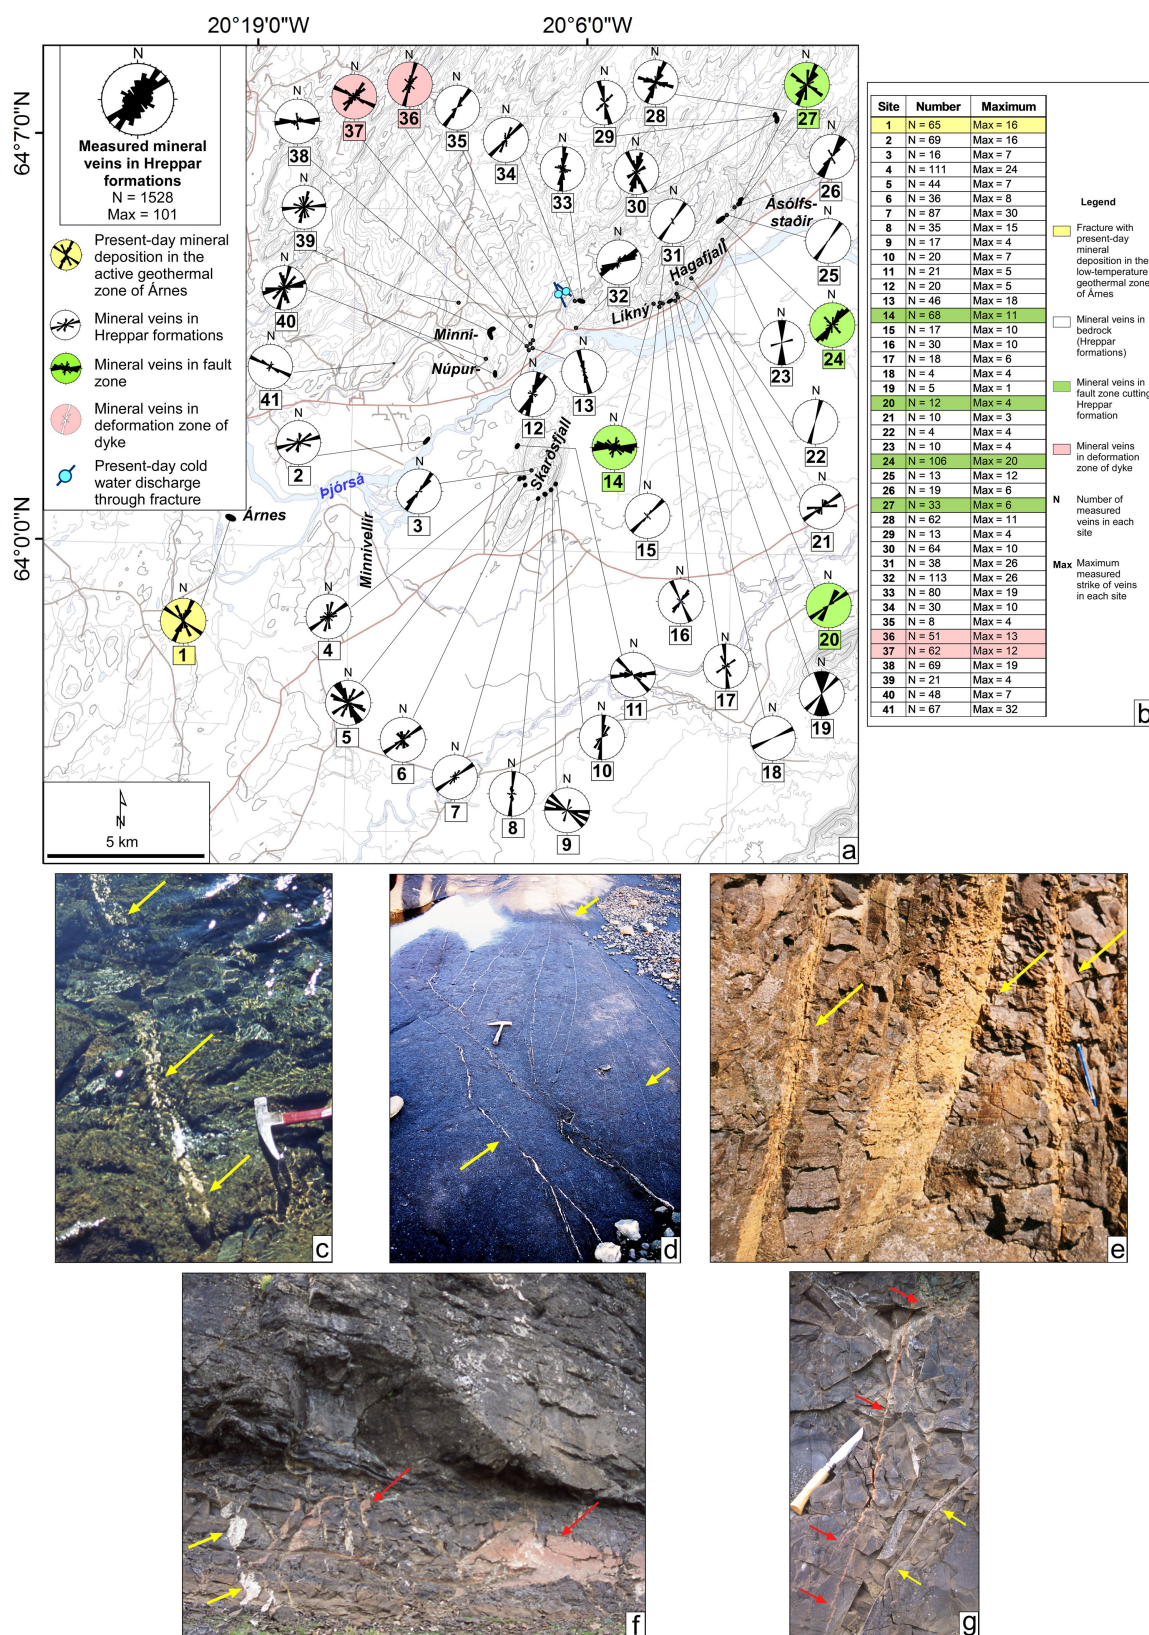 20°19'0"W
20°6'0"W
64°7'0"N
64°0'0"N
N
Measured mineral
veins in Hreppar
formations
N = 1528
Max = 101
Present-day mineral
deposition in the
active geothermal
zone of Árnes
Mineral veins in
Hreppar formations
Mineral veins in fault
zone
Mineral veins in
deformation zone of
dyke
Present-day cold
water discharge
through fracture
N
38
N
37
N
36
N
35
N
34
N
33
N
29
N
28
N
27
N
30
N
26
N
39
N
31
N
25
N
32
N
40
N
24
N
23
N
41
N
13
N
12
N
22
N
14
N
2
N
3
N
15
N
21
N
1
N
4
N
16
N
20
N
5
N
6
N
7
N
8
N
9
N
10
N
11
N
17
N
18
N
19
Ásólfs-
staðir
Hagafjall
Líkný
Minni-
Núpur-
Skarðsfjall
Þjórsá
Minnivellir
Árnes
N
5 km
a
Site Number Maximum
1 N = 65 Max = 16
2 N = 69 Max = 16
3 N = 16 Max = 7
4 N = 111 Max = 24
5 N = 44 Max = 7
6 N = 36 Max = 8
7 N = 87 Max = 30
8 N = 35 Max = 15
9 N = 17 Max = 4
10 N = 20 Max = 7
11 N = 21 Max = 5
12 N = 20 Max = 5
13 N = 46 Max = 18
14 N = 68 Max = 11
15 N = 17 Max = 10
16 N = 30 Max = 10
17 N = 18 Max = 6
18 N = 4 Max = 4
19 N = 5 Max = 1
20 N = 12 Max = 4
21 N = 10 Max = 3
22 N = 4 Max = 4
23 N = 10 Max = 4
24 N = 106 Max = 20
25 N = 13 Max = 12
26 N = 19 Max = 6
27 N = 33 Max = 6
28 N = 62 Max = 11
29 N = 13 Max = 4
30 N = 64 Max = 10
31 N = 38 Max = 26
32 N = 113 Max = 26
33 N = 80 Max = 19
34 N = 30 Max = 10
35 N = 8 Max = 4
36 N = 51 Max = 13
37 N = 62 Max = 12
38 N = 69 Max = 19
39 N = 21 Max = 4
40 N = 48 Max = 7
41 N = 67 Max = 32
Legend
Fracture with
present-day
mineral
deposition in the
low-temperature
geothermal zone
of Árnes
Mineral veins in
bedrock
(Hreppar
formations)
Mineral veins in
fault zone cutting
Hreppar
formation
Mineral veins in
deformation
zone of dyke
N Number of
measured
veins in each
site
Max Maximum
measured
strike of veins
in each site
b
c
d
e
f
g